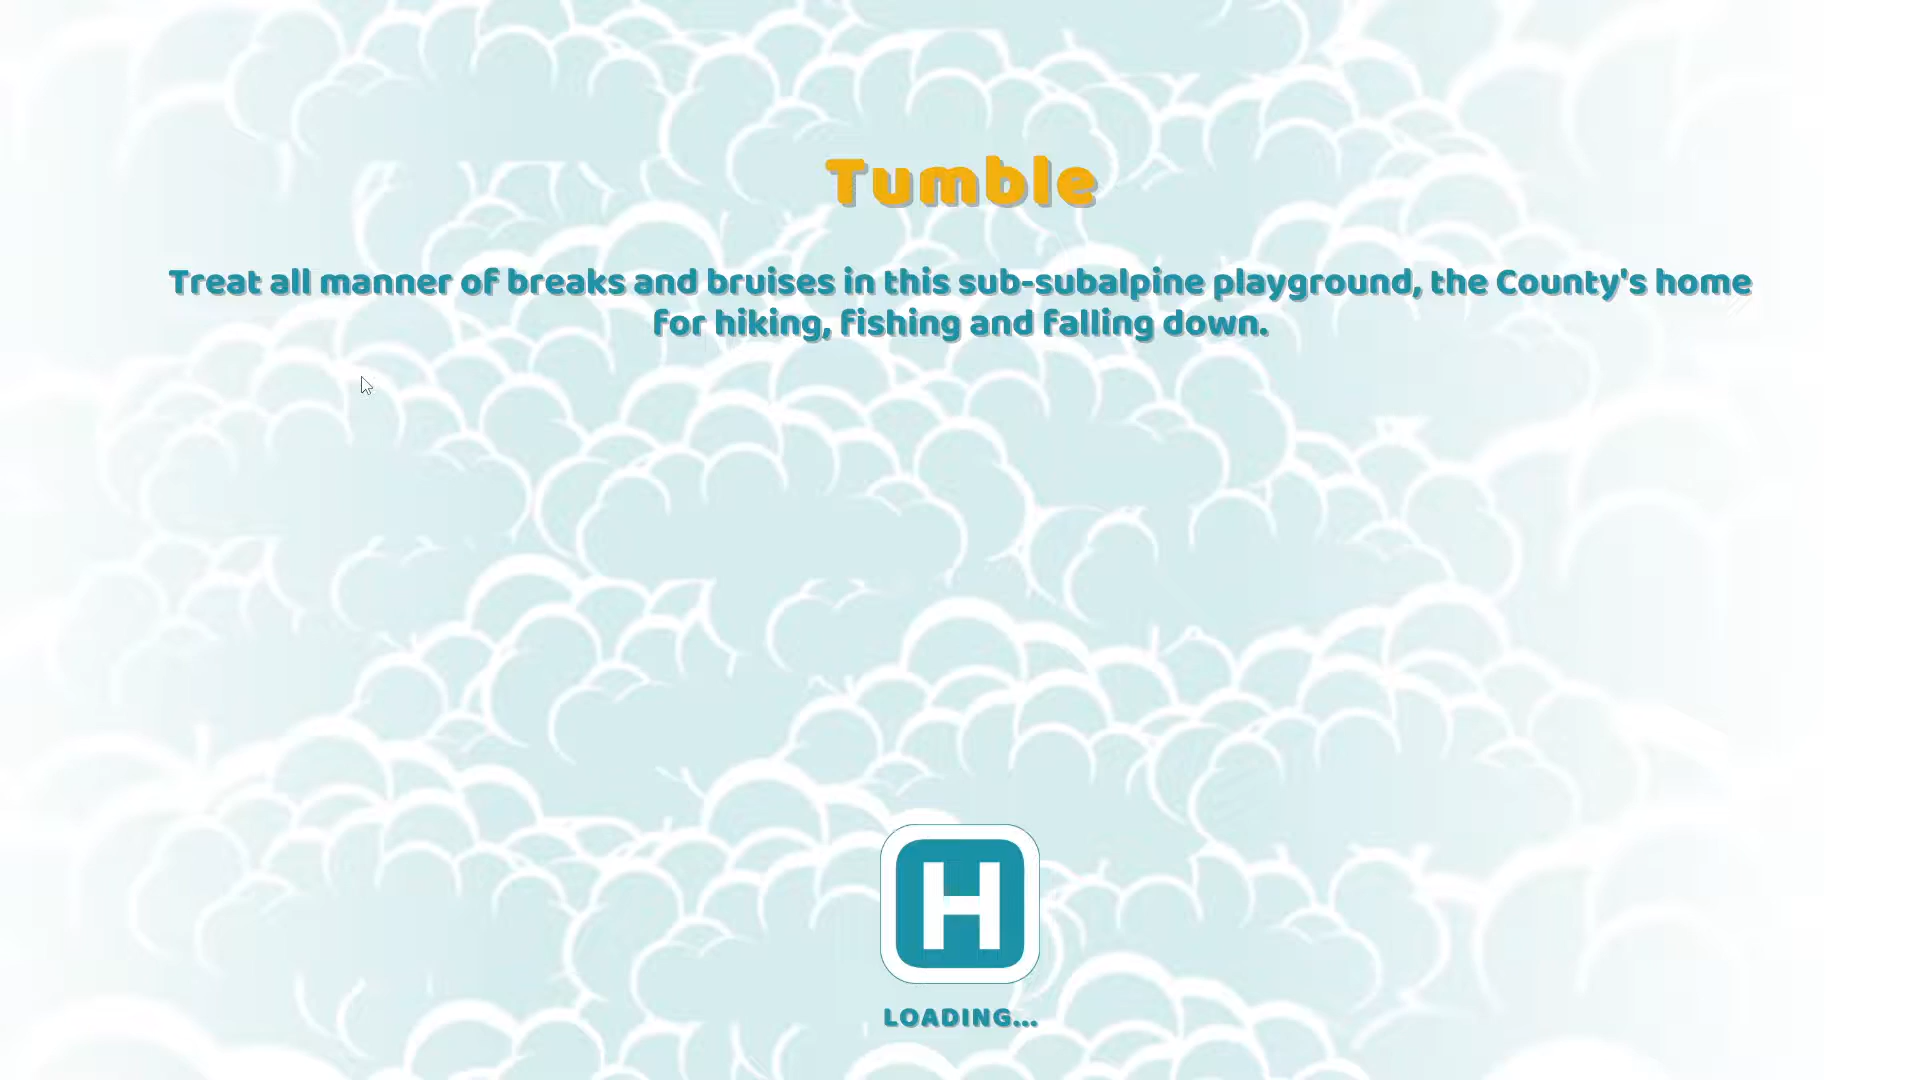 Tumble
Treat all manner of breaks and bruises in this sub-subalpine playground, the County's home
for hiking, fishing and falling down.
H
LOADING...